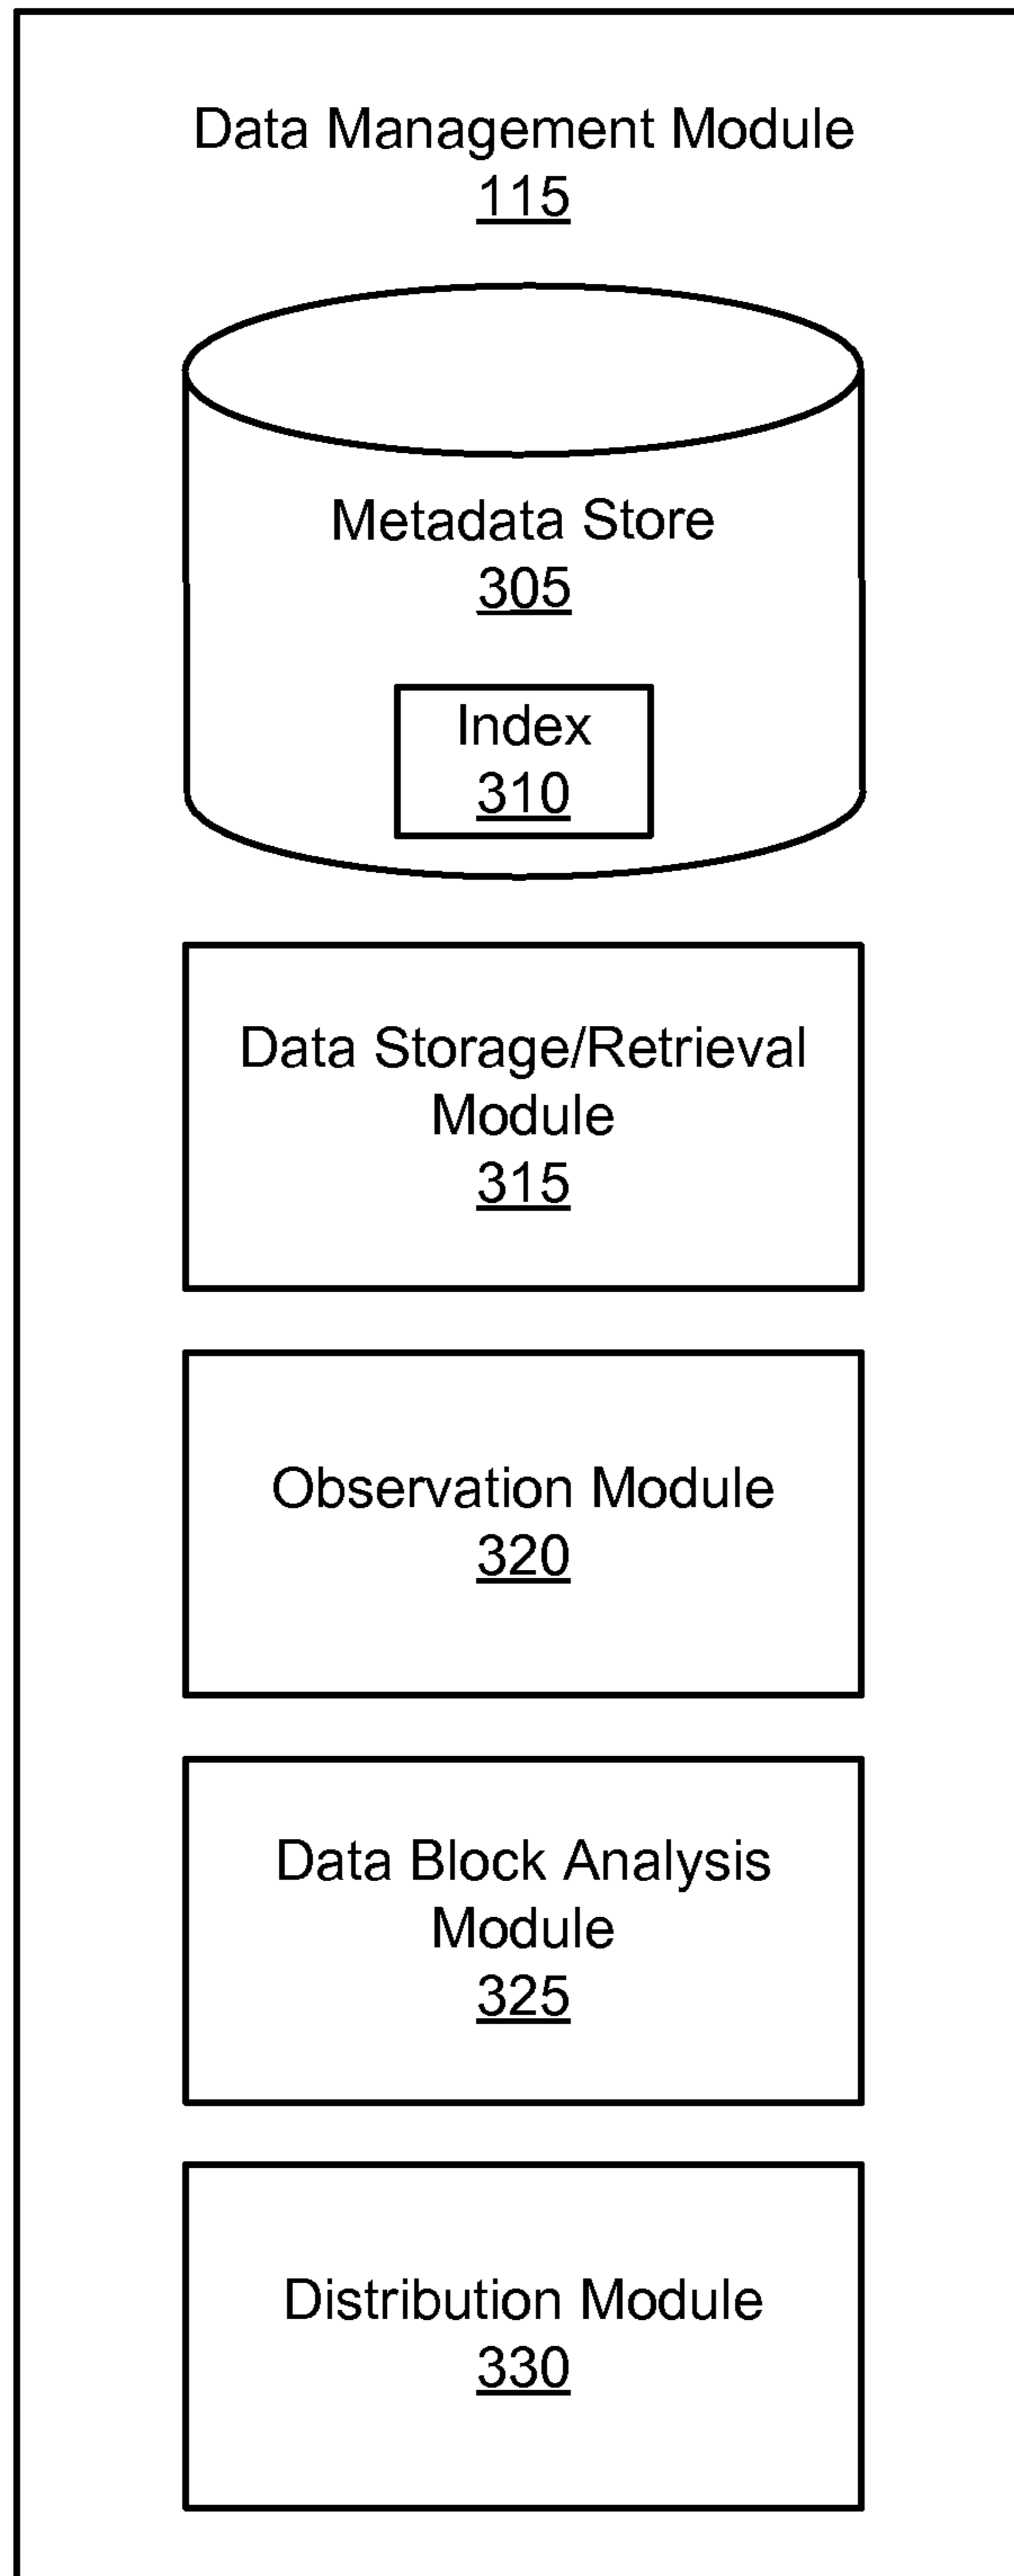 Data Management Module
115
Metadata Store
305
Index
310
Data Storage/Retrieval
Module
315
Observation Module
320
Data Block Analysis
Module
325
Distribution Module
330